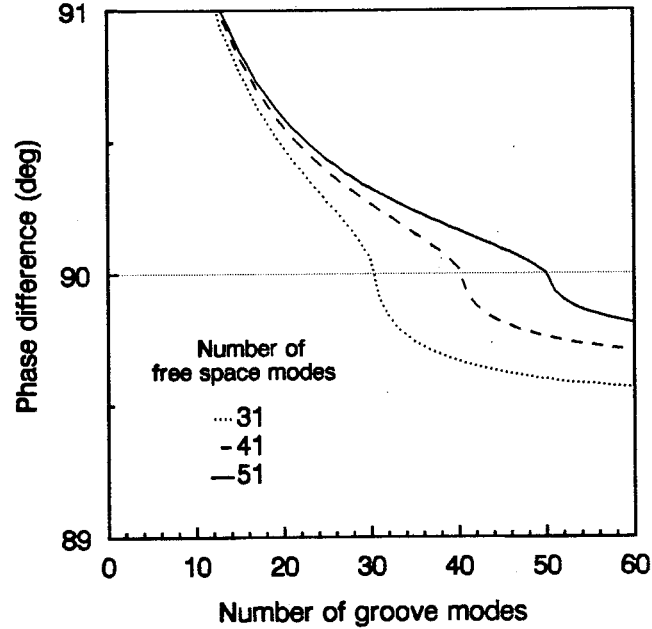 91
90
89
Phase difference (deg)
Number of
free space modes
31
41
51
0 10 20 30 40 50 60
Number of groove modes